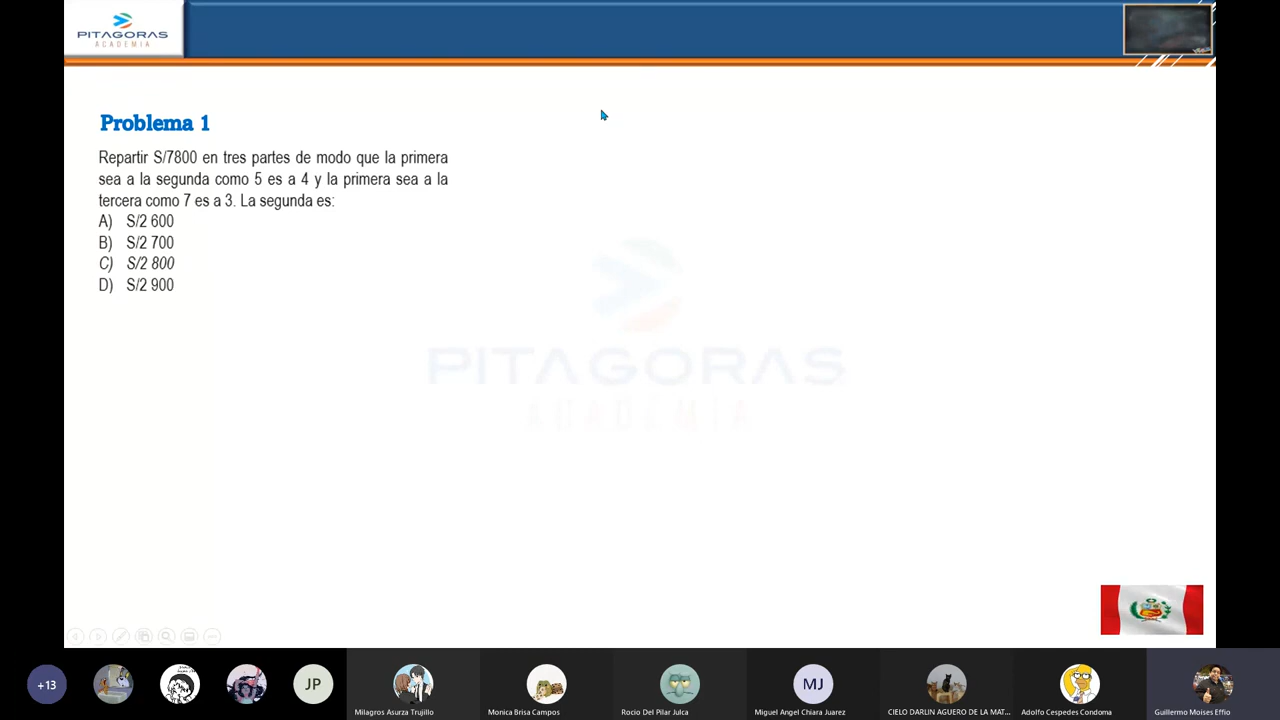 PITAGORAS
ACADEMIA
Problema 1
Repartir S/7800 en tres partes de modo que la primera
sea a la segunda como 5 es a 4 y la primera sea a la
tercera como 7 es a 3. La segunda es:
A) S/2 600
B) S/2 700
C) S/2 800
D) S/2 900
PITAGORAS
ACADEMIA
+13
JP
Milagros Asurza Trujillo
Monica Brisa Campos
Rocio Del Pilar Julca
MJ
Miguel Angel Chiara Juarez
CIELO DARLIN AGUERO DE LA MAT...
Adolfo Cespedes Condoma
Guillermo Moises Effio